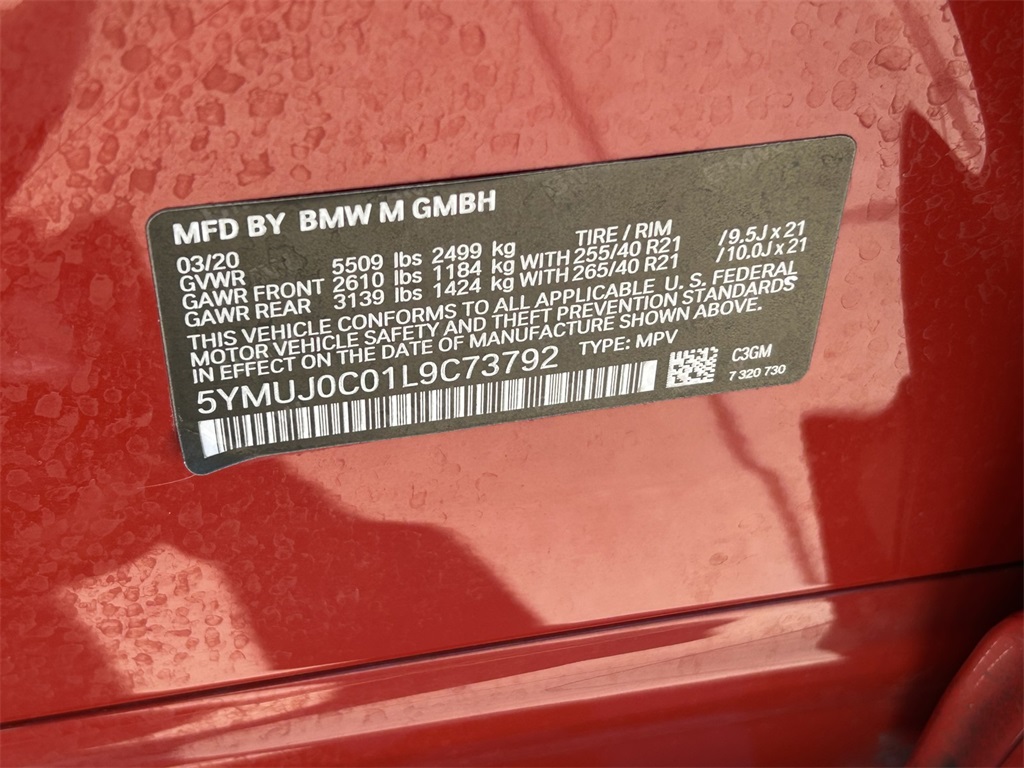 MFD BY BMW M GMBH
03/20 TIRE / RIM
GVWR 5509 lbs 2499 kg
GAWR FRONT 2610 lbs 1184 kg WITH 255/40 R21 /9.5J x 21
GAWR REAR 3139 lbs 1424 kg WITH 265/40 R21 /10.0J x 21
THIS VEHICLE CONFORMS TO ALL APPLICABLE U. S. FEDERAL
MOTOR VEHICLE SAFETY AND THEFT PREVENTION STANDARDS
IN EFFECT ON THE DATE OF MANUFACTURE SHOWN ABOVE.
5YMUJ0C01L9C73792 TYPE: MPV
C3GM
7 320 730